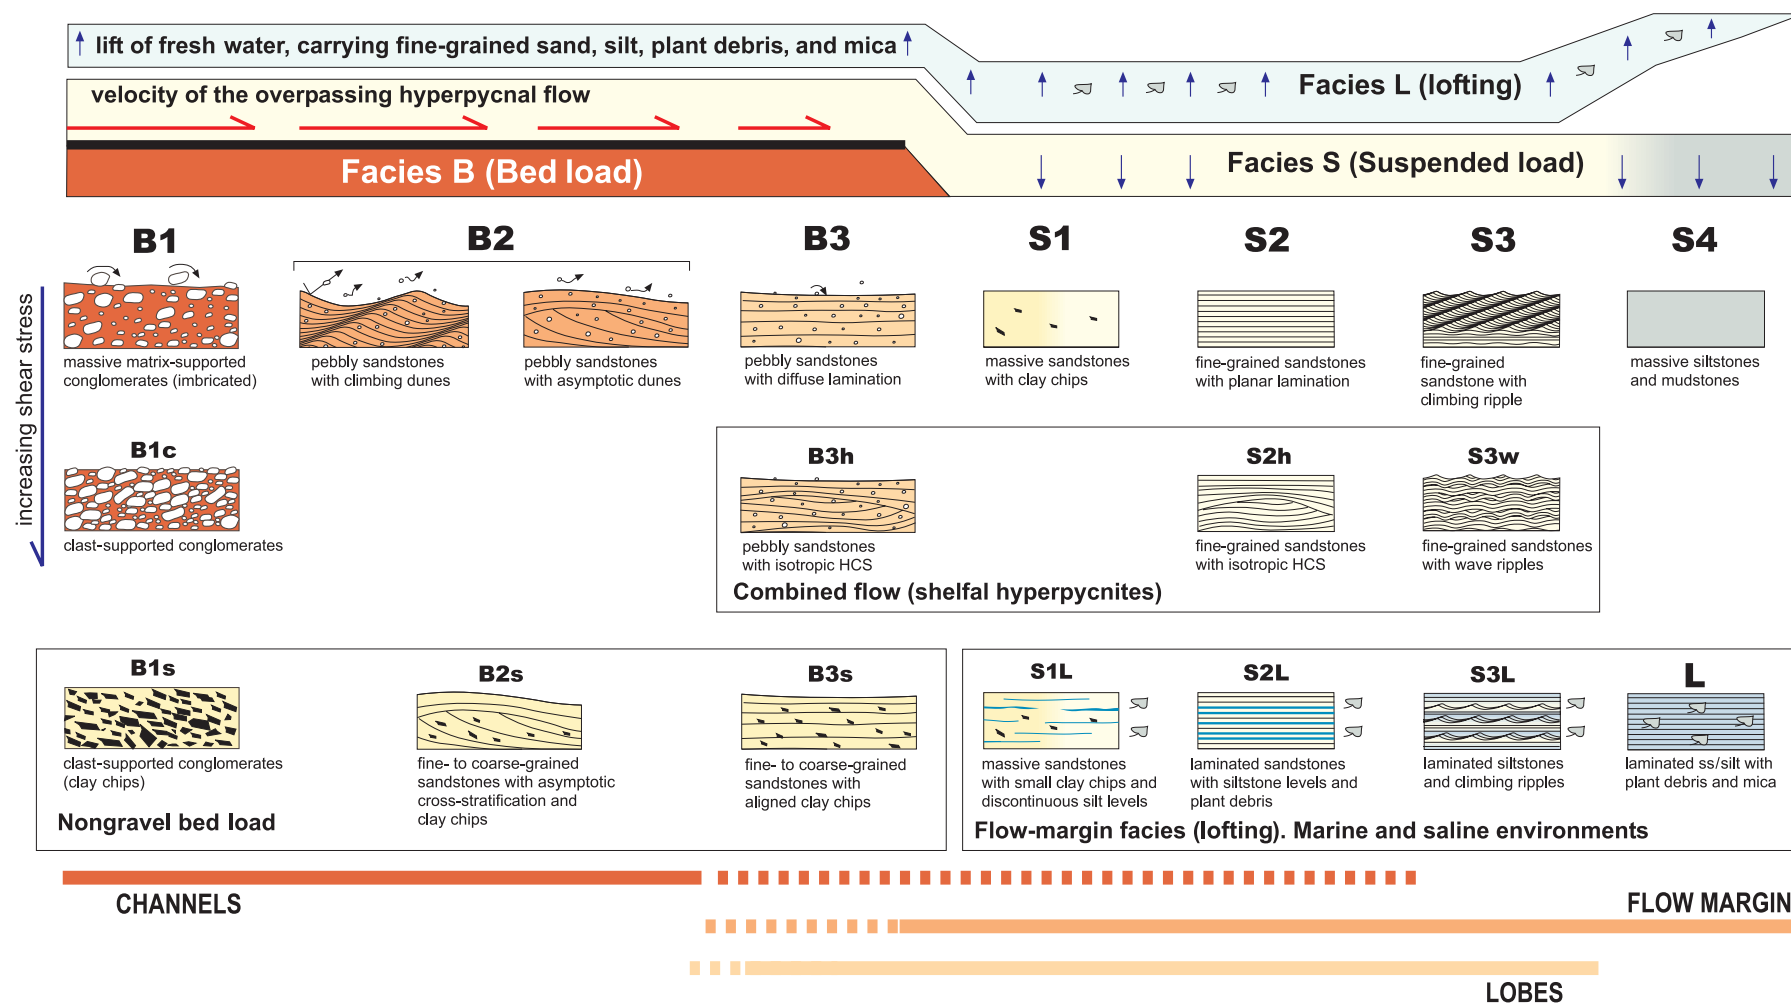 lift of fresh water, carrying fine-grained sand, silt, plant debris, and mica
velocity of the overpassing hyperpycnal flow
Facies L (lofting)
Facies B (Bed load)
Facies S (Suspended load)
increasing shear stress
B1
B2
B3
S1
S2
S3
S4
massive matrix-supported
conglomerates (imbricated)
pebbly sandstones
with climbing dunes
pebbly sandstones
with asymptotic dunes
pebbly sandstones
with diffuse lamination
massive sandstones
with clay chips
fine-grained sandstones
with planar lamination
fine-grained
sandstone with
climbing ripple
massive siltstones
and mudstones
B1c
clast-supported conglomerates
B3h
pebbly sandstones
with isotropic HCS
S2h
fine-grained sandstones
with isotropic HCS
S3w
fine-grained sandstones
with wave ripples
Combined flow (shelfal hyperpycnites)
B1s
clast-supported conglomerates
(clay chips)
B2s
fine- to coarse-grained
sandstones with asymptotic
cross-stratification and
clay chips
B3s
fine- to coarse-grained
sandstones with
aligned clay chips
Nongravel bed load
S1L
massive sandstones
with small clay chips and
discontinuous silt levels
S2L
laminated sandstones
with siltstone levels and
plant debris
S3L
laminated siltstones
and climbing ripples
L
laminated ss/silt with
plant debris and mica
Flow-margin facies (lofting). Marine and saline environments
CHANNELS
FLOW MARGIN
LOBES